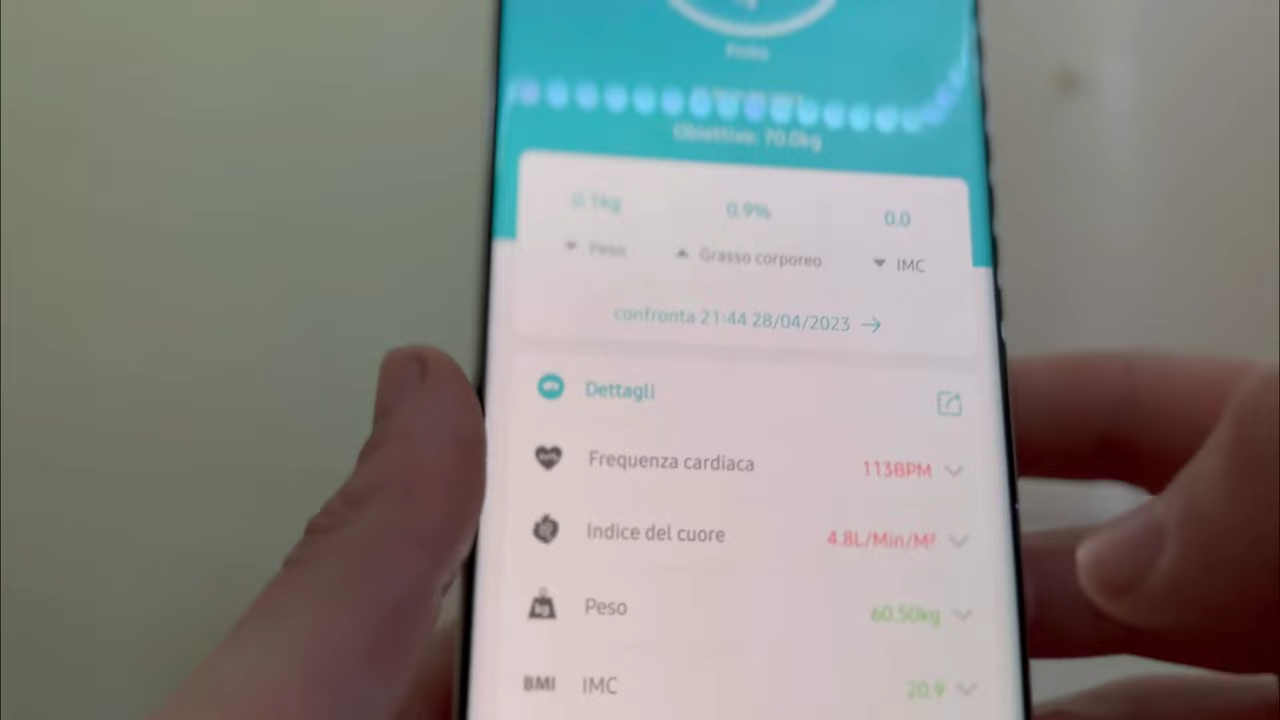 Peso
Obiettivo: 70.0kg
0.1kg 0.9% 0.0
Peso Grasso corporeo IMC
confronta 21:44 28/04/2023
Dettagli
Frequenza cardiaca 113BPM
Indice del cuore 4.8L/Min/M²
kg Peso 60.50kg
BMI IMC 20.9